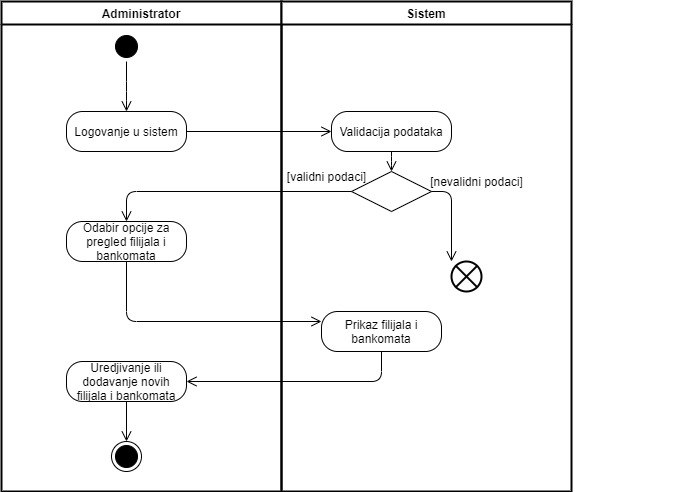 Administrator
Sistem
Logovanje u sistem
Validacija podataka
[validni podaci]
[nevalidni podaci]
Odabir opcije za
pregled filijala i
bankomata
Prikaz filijala i
bankomata
Uredjivanje ili
dodavanje novih
filijala i bankomata